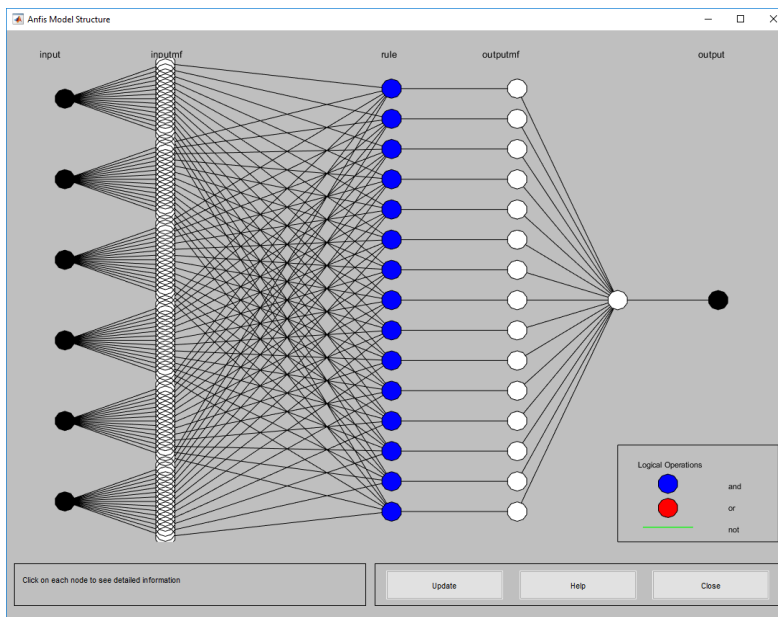 Anfis Model Structure
input
inputmf
rule
outputmf
output
Logical Operations
and
or
not
Click on each node to see detailed information
Update
Help
Close